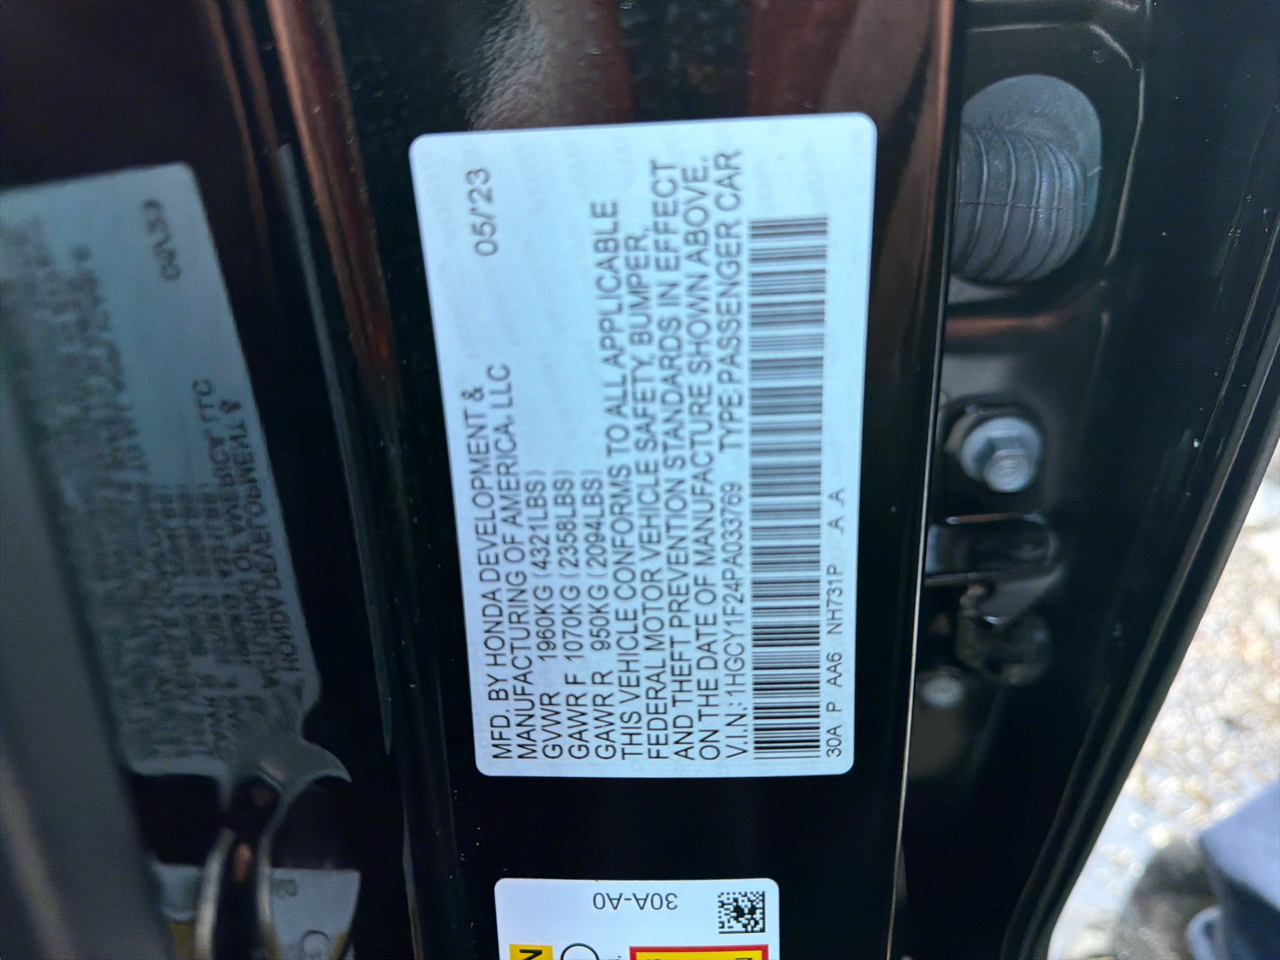 MFD. BY HONDA DEVELOPMENT &
MANUFACTURING OF AMERICA, LLC 05/'23
GVWR 1960KG (4321LBS)
GAWR F 1070KG (2358LBS)
GAWR R 950KG (2094LBS)
THIS VEHICLE CONFORMS TO ALL APPLICABLE
FEDERAL MOTOR VEHICLE SAFETY, BUMPER,
AND THEFT PREVENTION STANDARDS IN EFFECT
ON THE DATE OF MANUFACTURE SHOWN ABOVE.
V.I.N.: 1HGCY1F24PA033769 TYPE: PASSENGER CAR
30A P AA6 NH731P A A
30A-A0